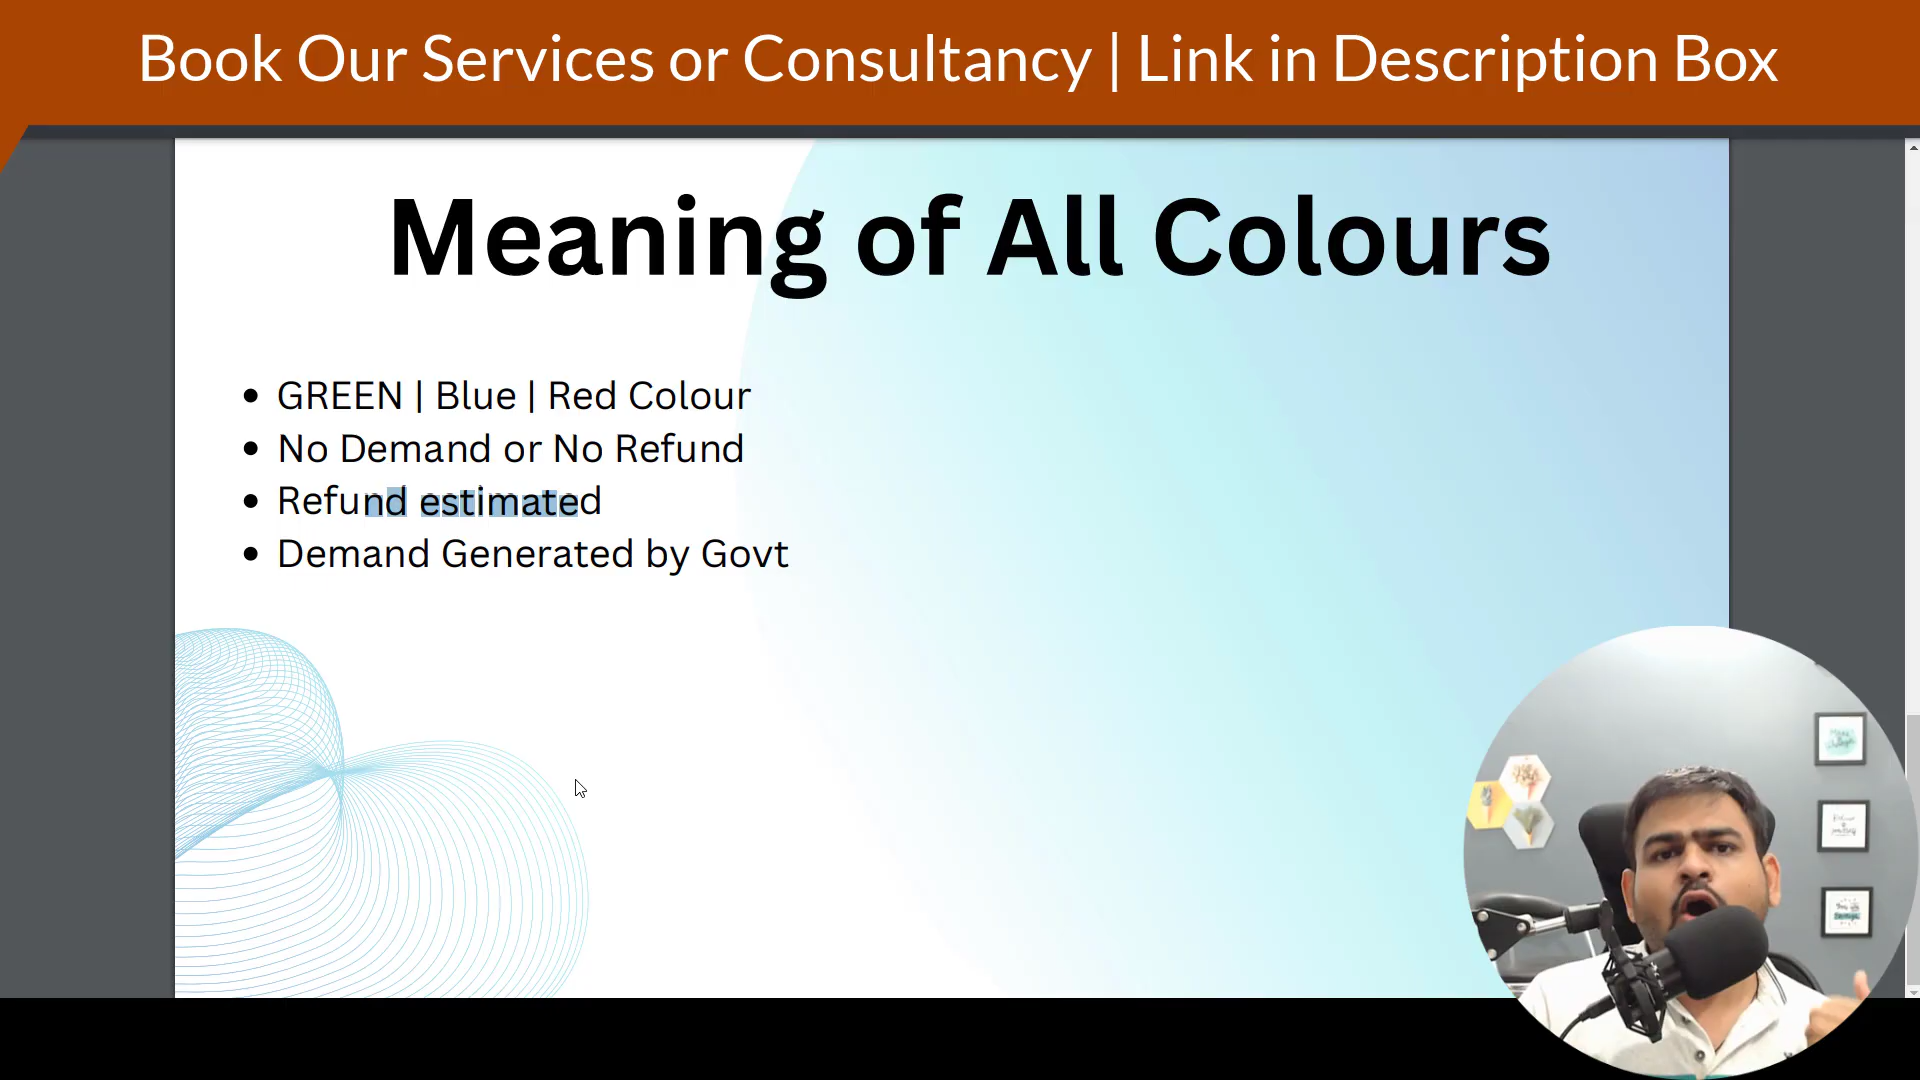 Book Our Services or Consultancy | Link in Description Box
Meaning of All Colours
• GREEN | Blue | Red Colour
• No Demand or No Refund
• Refund estimated
• Demand Generated by Govt